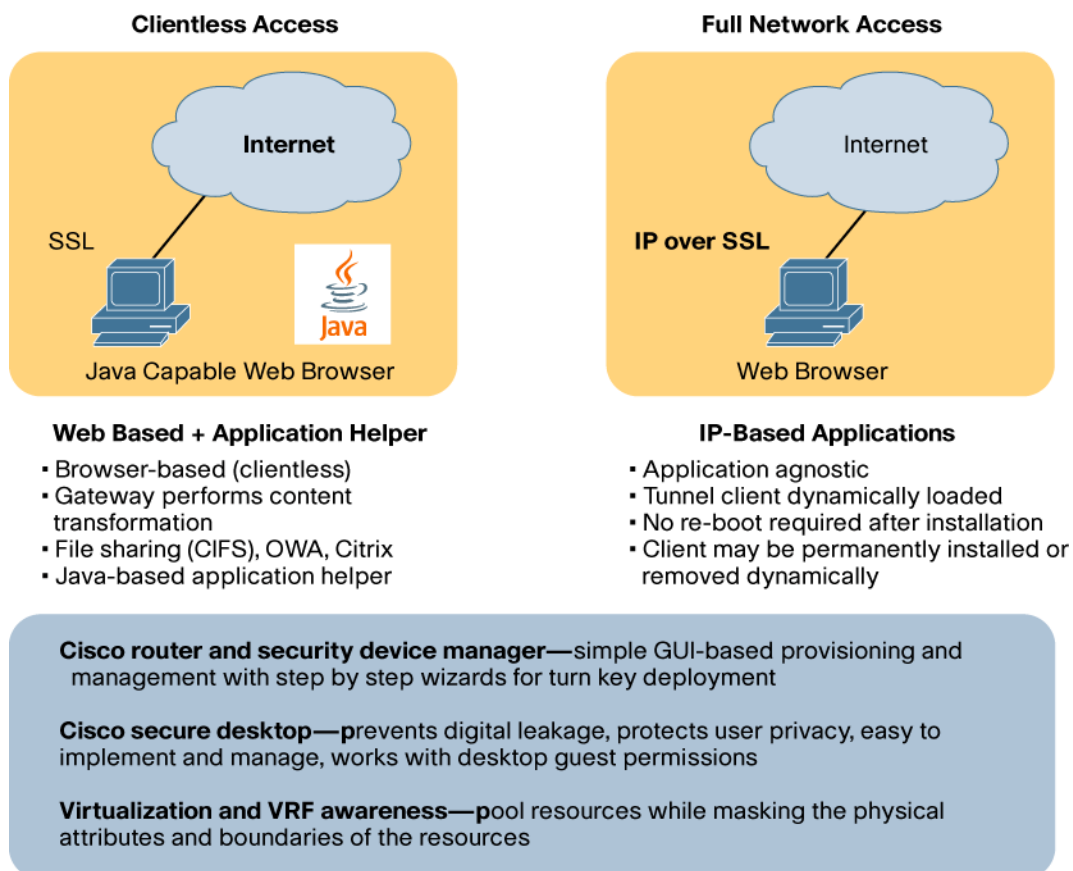 Clientless Access
Internet
SSL
Java
Java Capable Web Browser
Web Based + Application Helper
▪ Browser-based (clientless)
▪ Gateway performs content
transformation
▪ File sharing (CIFS), OWA, Citrix
▪ Java-based application helper
Full Network Access
Internet
IP over SSL
Web Browser
IP-Based Applications
▪ Application agnostic
▪ Tunnel client dynamically loaded
▪ No re-boot required after installation
▪ Client may be permanently installed or
removed dynamically
Cisco router and security device manager—simple GUI-based provisioning and
management with step by step wizards for turn key deployment
Cisco secure desktop—prevents digital leakage, protects user privacy, easy to
implement and manage, works with desktop guest permissions
Virtualization and VRF awareness—pool resources while masking the physical
attributes and boundaries of the resources